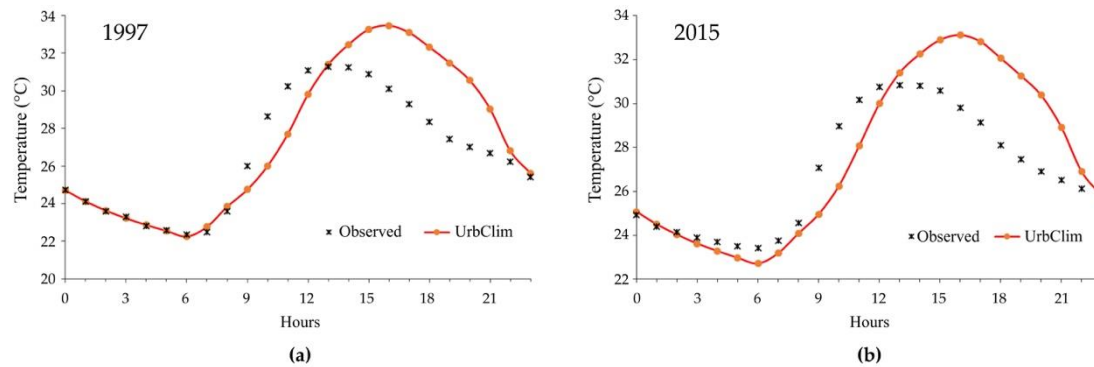 1997
Temperature (°C)
34
32
30
28
26
24
22
20
0 3 6 9 12 15 18 21
Hours
Observed UrbClim
(a)
2015
Temperature (°C)
34
32
30
28
26
24
22
0 3 6 9 12 15 18 21
Hours
Observed UrbClim
(b)